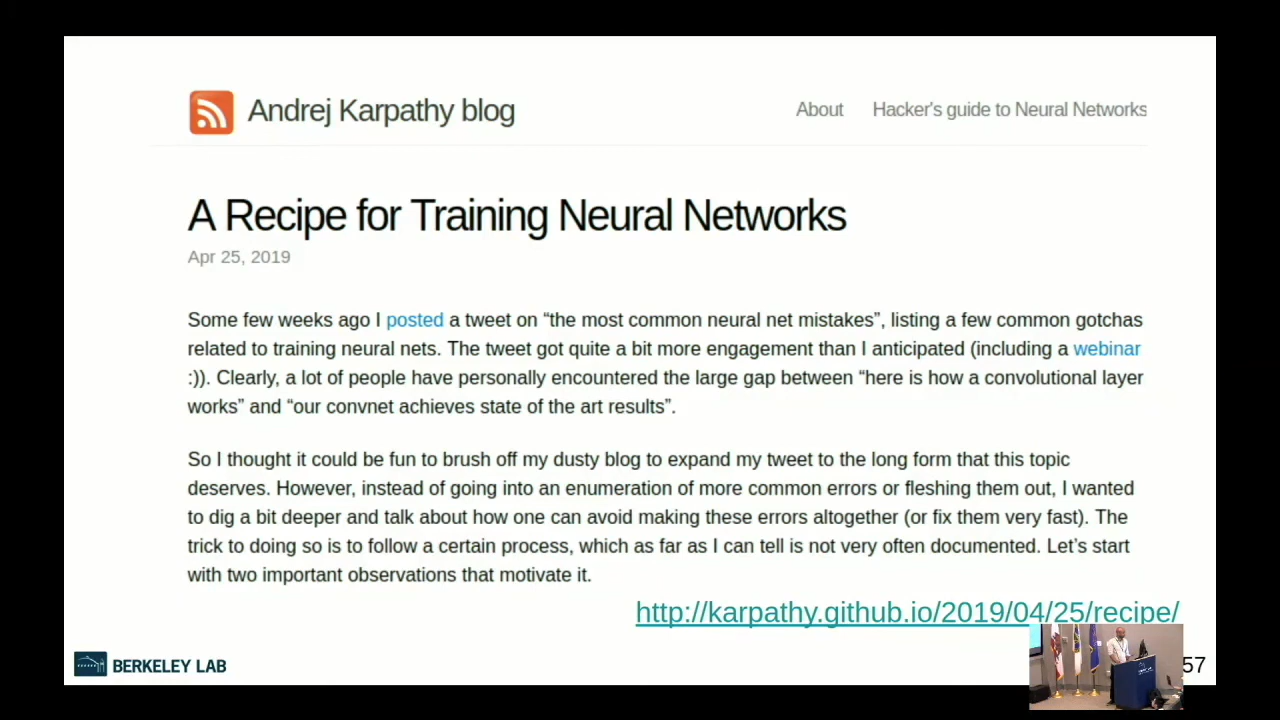 Andrej Karpathy blog
About
Hacker's guide to Neural Networks
A Recipe for Training Neural Networks
Apr 25, 2019
Some few weeks ago I posted a tweet on “the most common neural net mistakes”, listing a few common gotchas
related to training neural nets. The tweet got quite a bit more engagement than I anticipated (including a webinar
:)). Clearly, a lot of people have personally encountered the large gap between “here is how a convolutional layer
works” and “our convnet achieves state of the art results”.
So I thought it could be fun to brush off my dusty blog to expand my tweet to the long form that this topic
deserves. However, instead of going into an enumeration of more common errors or fleshing them out, I wanted
to dig a bit deeper and talk about how one can avoid making these errors altogether (or fix them very fast). The
trick to doing so is to follow a certain process, which as far as I can tell is not very often documented. Let’s start
with two important observations that motivate it.
http://karpathy.github.io/2019/04/25/recipe/
BERKELEY LAB
57